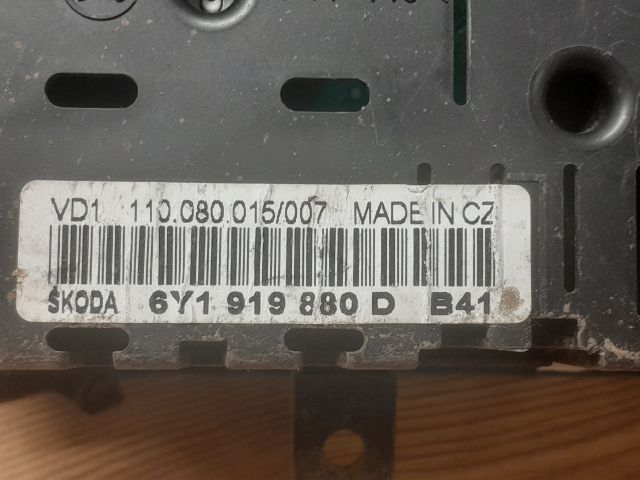 VD1 110.080.015/007 MADE IN CZ
ŠKODA 6Y1 919 880 D B41